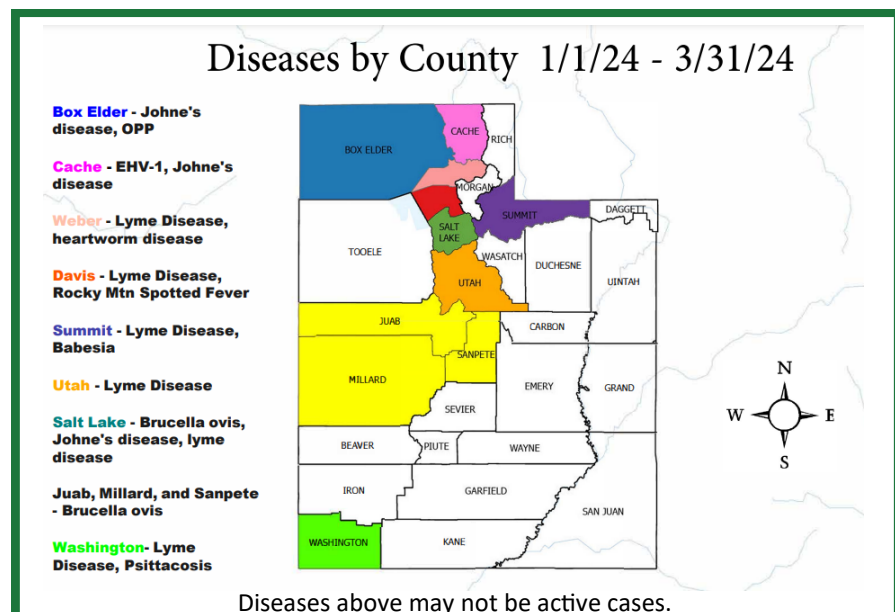 Diseases by County 1/1/24 - 3/31/24
Box Elder - Johne's
disease, OPP
Cache - EHV-1, Johne's
disease
Weber - Lyme Disease,
heartworm disease
Davis - Lyme Disease,
Rocky Mtn Spotted Fever
Summit - Lyme Disease,
Babesia
Utah - Lyme Disease
Salt Lake - Brucella ovis,
Johne's disease, lyme
disease
Juab, Millard, and Sanpete
- Brucella ovis
Washington- Lyme
Disease, Psittacosis
CACHE
RICH
BOX ELDER
MORGAN
SUMMIT
DAGGETT
SALT
LAKE
TOOELE
WASATCH
DUCHESNE
UINTAH
UTAH
JUAB
CARBON
SANPETE
MILLARD
EMERY
GRAND
SEVIER
BEAVER
PIUTE
WAYNE
IRON
GARFIELD
SAN JUAN
WASHINGTON
KANE
N
W
E
S
Diseases above may not be active cases.